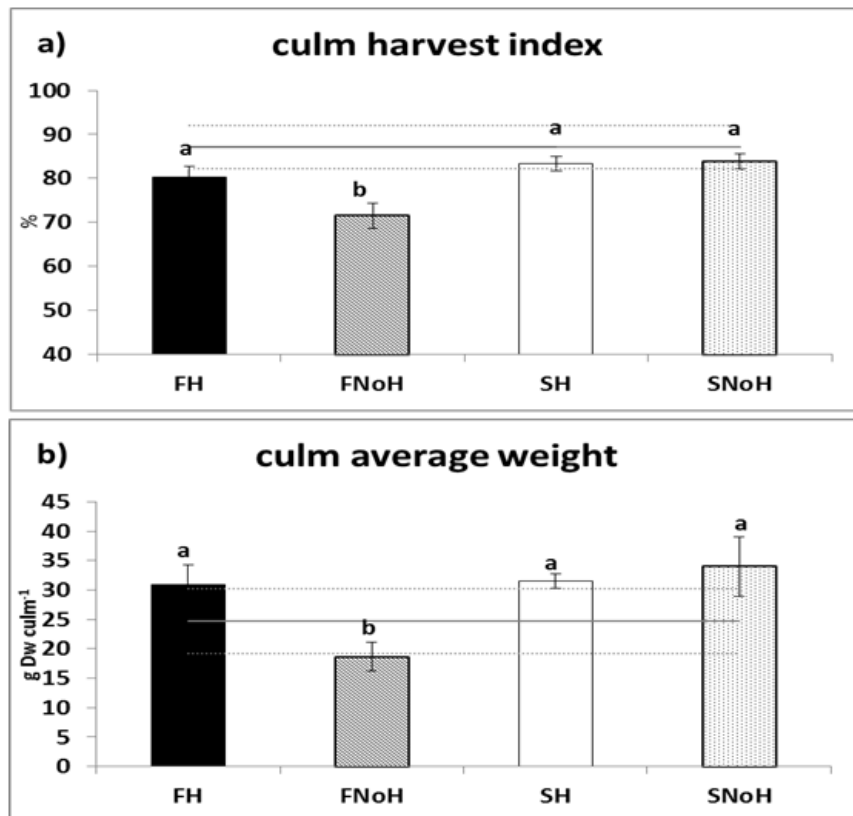 a) culm harvest index
100
90
80
70
60
50
40
%
a
b
a
a
FH FNoH SH SNoH
b) culm average weight
45
40
35
30
25
20
15
10
5
0
g Dw culm⁻¹
a
b
a
a
FH FNoH SH SNoH